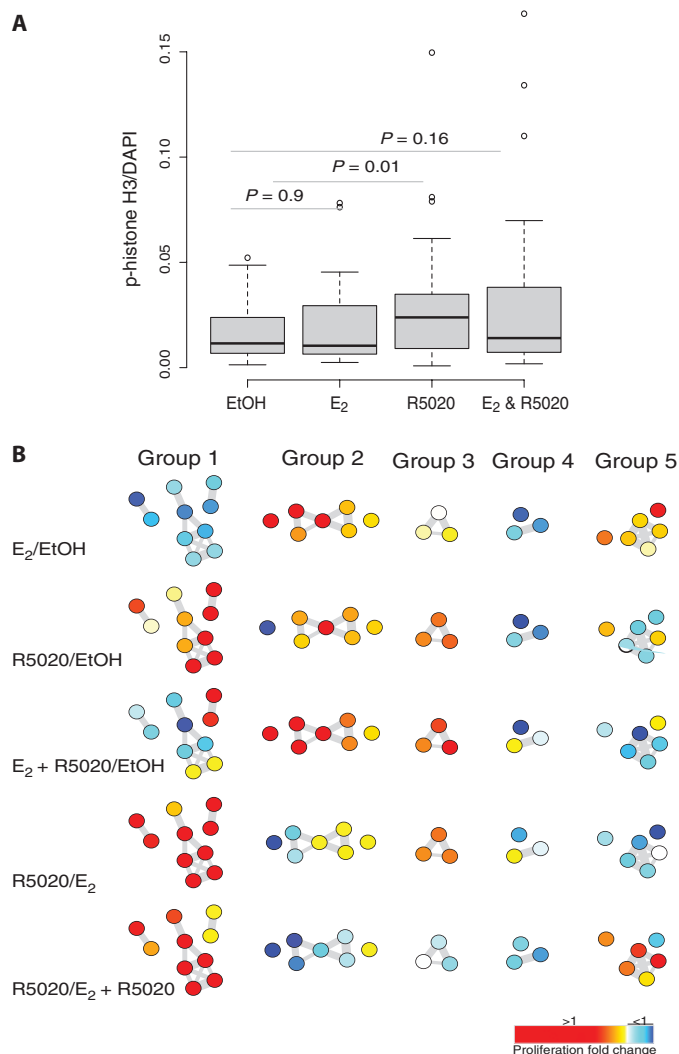 A
p-histone H3/DAPI
0.15
0.10
0.05
0.00
P = 0.16
P = 0.01
P = 0.9
EtOH E₂ R5020 E₂ & R5020
B
Group 1 Group 2 Group 3 Group 4 Group 5
E₂/EtOH
R5020/EtOH
E₂ + R5020/EtOH
R5020/E₂
R5020/E₂ + R5020
>1 <1
Proliferation fold change